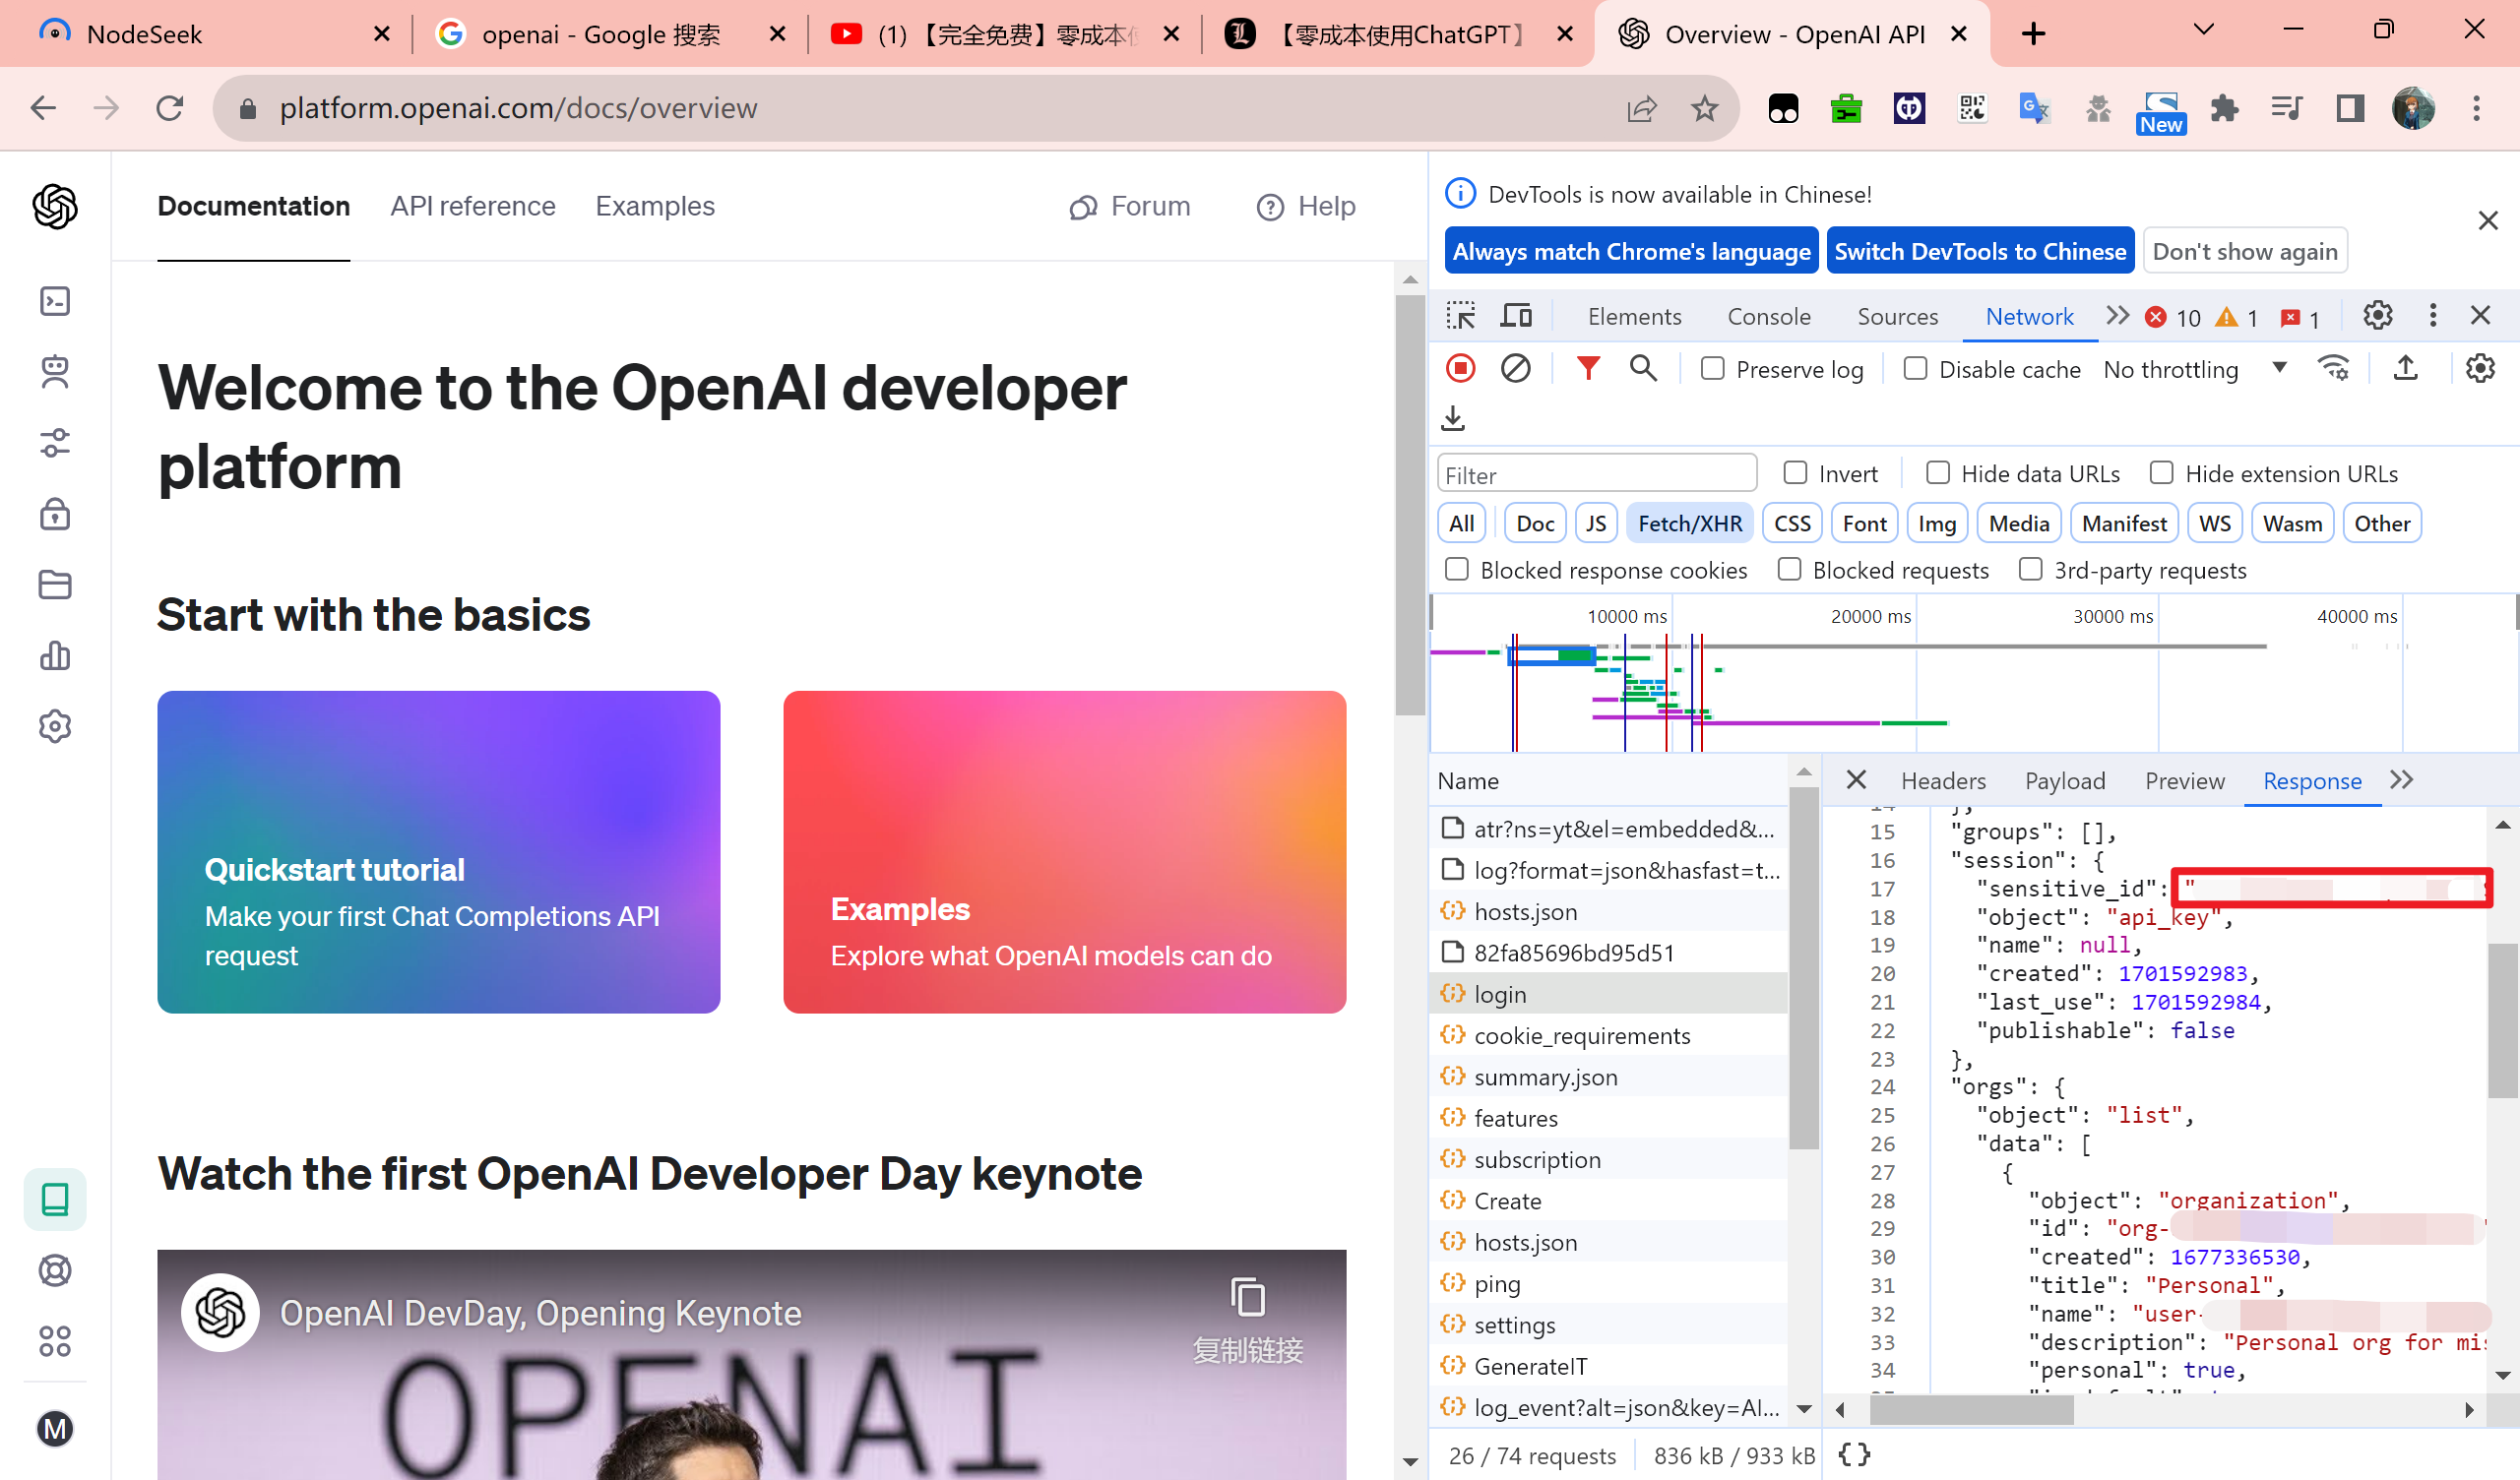 NodeSeek
openai - Google 搜索
(1) 【完全免费】零成本使
【零成本使用ChatGPT】
Overview - OpenAI API
platform.openai.com/docs/overview
New
Documentation
API reference
Examples
Forum
Help
Welcome to the OpenAI developer
platform
Start with the basics
Quickstart tutorial
Make your first Chat Completions API
request
Examples
Explore what OpenAI models can do
Watch the first OpenAI Developer Day keynote
OpenAI DevDay, Opening Keynote
复制链接
OPENAI
M
DevTools is now available in Chinese!
Always match Chrome's language
Switch DevTools to Chinese
Don't show again
Elements
Console
Sources
Network
10
1
1
Preserve log
Disable cache
No throttling
Filter
Invert
Hide data URLs
Hide extension URLs
All
Doc
JS
Fetch/XHR
CSS
Font
Img
Media
Manifest
WS
Wasm
Other
Blocked response cookies
Blocked requests
3rd-party requests
10000 ms
20000 ms
30000 ms
40000 ms
Name
atr?ns=yt&el=embedded&...
log?format=json&hasfast=t...
hosts.json
82fa85696bd95d51
login
cookie_requirements
summary.json
features
subscription
Create
hosts.json
ping
settings
GenerateIT
log_event?alt=json&key=AI...
26 / 74 requests
836 kB / 933 kB
Headers
Payload
Preview
Response
14 },
15 "groups": [],
16 "session": {
17 "sensitive_id": "
18 "object": "api_key",
19 "name": null,
20 "created": 1701592983,
21 "last_use": 1701592984,
22 "publishable": false
23 },
24 "orgs": {
25 "object": "list",
26 "data": [
27 {
28 "object": "organization",
29 "id": "org-
30 "created": 1677336530,
31 "title": "Personal",
32 "name": "user-
33 "description": "Personal org for mis
34 "personal": true,
{}